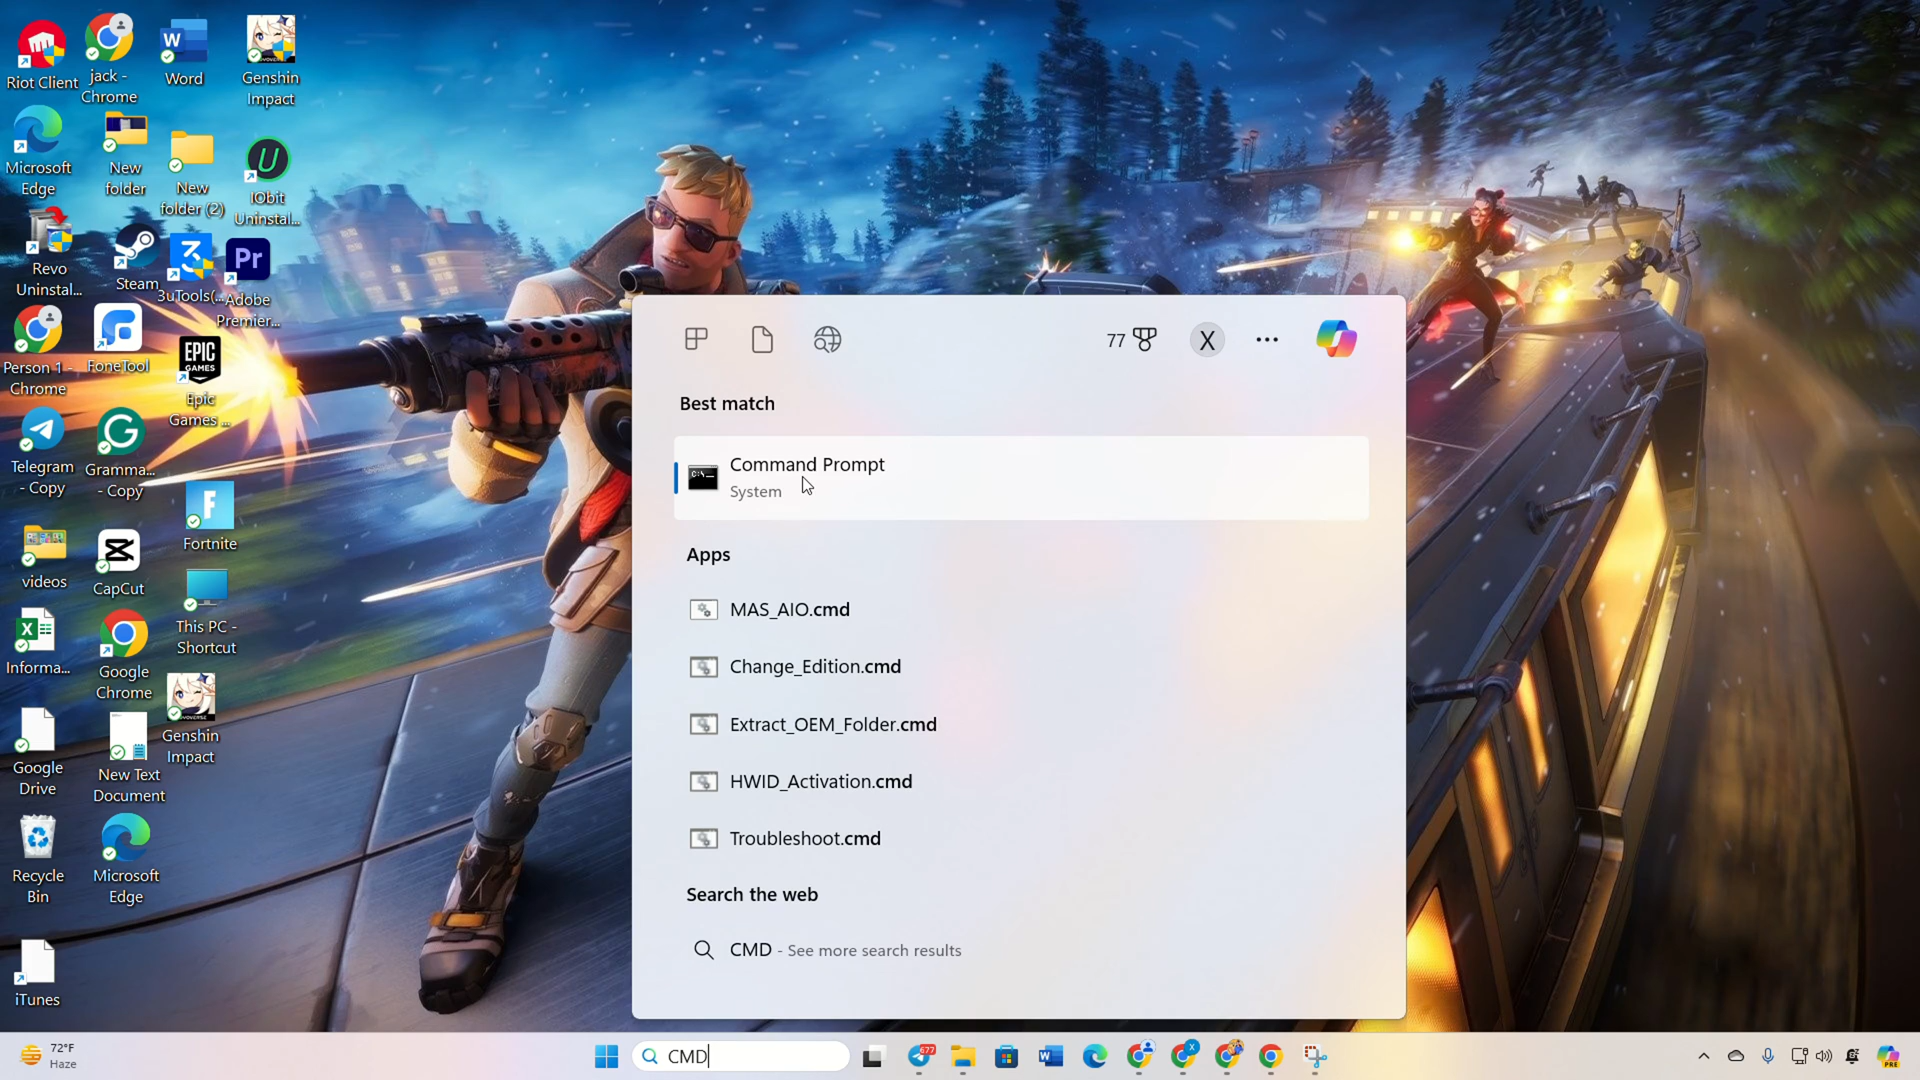 Riot Client
jack -
Chrome
Word
Genshin
Impact
Microsoft
Edge
New
folder
New
folder (2)
IObit
Uninstal...
Revo
Uninstal...
Steam
3uTools(...
Adobe
Premier...
Person 1 -
Chrome
FoneTool
EPIC
GAMES
Epic
Games ...
Telegram
- Copy
Gramma...
- Copy
Fortnite
videos
CapCut
This PC -
Shortcut
Informa...
Google
Chrome
Genshin
Impact
Google
Drive
New Text
Document
Recycle
Bin
Microsoft
Edge
iTunes
77
X
Best match
Command Prompt
System
Apps
MAS_AIO.cmd
Change_Edition.cmd
Extract_OEM_Folder.cmd
HWID_Activation.cmd
Troubleshoot.cmd
Search the web
CMD - See more search results
72°F
Haze
CMD
677
X
PRE